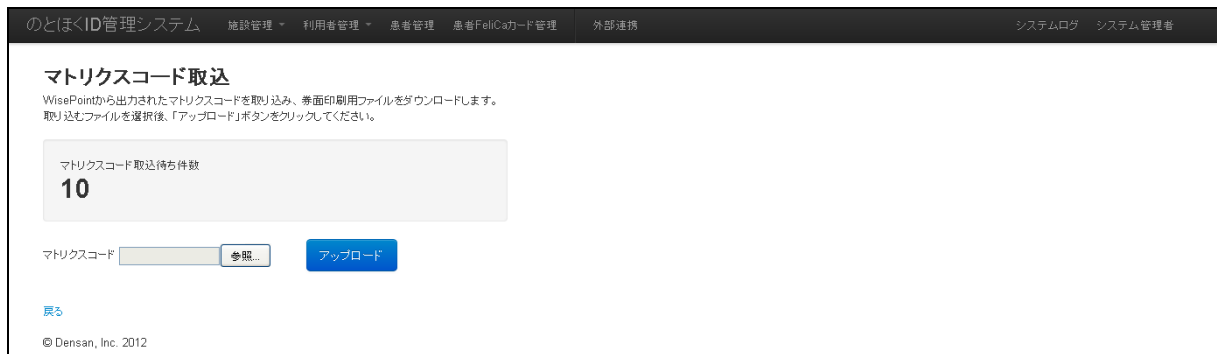 のとほくID管理システム 施設管理 利用者管理 患者管理 患者FeliCaカード管理 外部連携 システムログ システム管理者
マトリクスコード取込
WisePointから出力されたマトリクスコードを取り込み、券面印刷用ファイルをダウンロードします。
取り込むファイルを選択後、「アップロード」ボタンをクリックしてください。
マトリクスコード取込待ち件数
10
マトリクスコード 参照... アップロード
戻る
© Densan, Inc. 2012